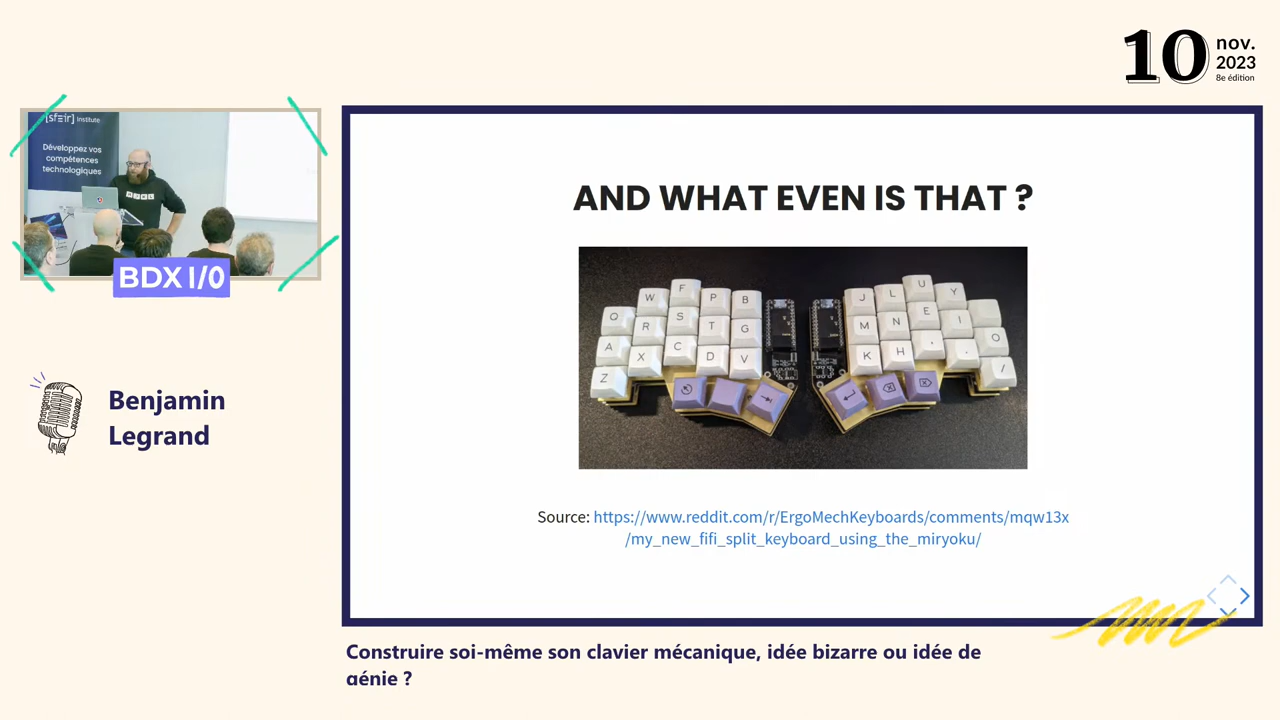 10 nov.
2023
8e édition
[sfeir] Institute
Développez vos
compétences
technologiques
BDX I/O
Benjamin
Legrand
AND WHAT EVEN IS THAT ?
Q W F P B
A R S T G
Z X C D V
J L U Y
M N E I O
K H , . /
Source: https://www.reddit.com/r/ErgoMechKeyboards/comments/mqw13x
/my_new_fifi_split_keyboard_using_the_miryoku/
Construire soi-même son clavier mécanique, idée bizarre ou idée de
génie ?